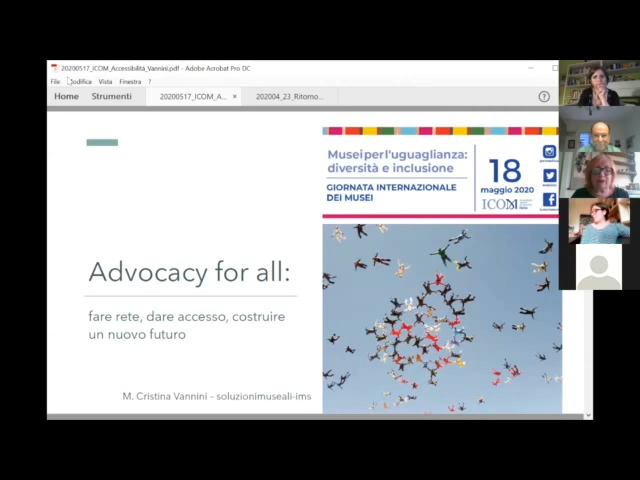 20200517_ICOM_Accessibilità_Vannini.pdf - Adobe Acrobat Pro DC
File Modifica Vista Finestra ?
Home Strumenti 20200517_ICOM_A... × 202004_23_Ritorno... ?
Musei per l'uguaglianza:
diversità e inclusione
GIORNATA INTERNAZIONALE
DEI MUSEI
18
maggio 2020
ICOM
Advocacy for all:
fare rete, dare accesso, costruire
un nuovo futuro
M. Cristina Vannini – soluzionimuseali-ims